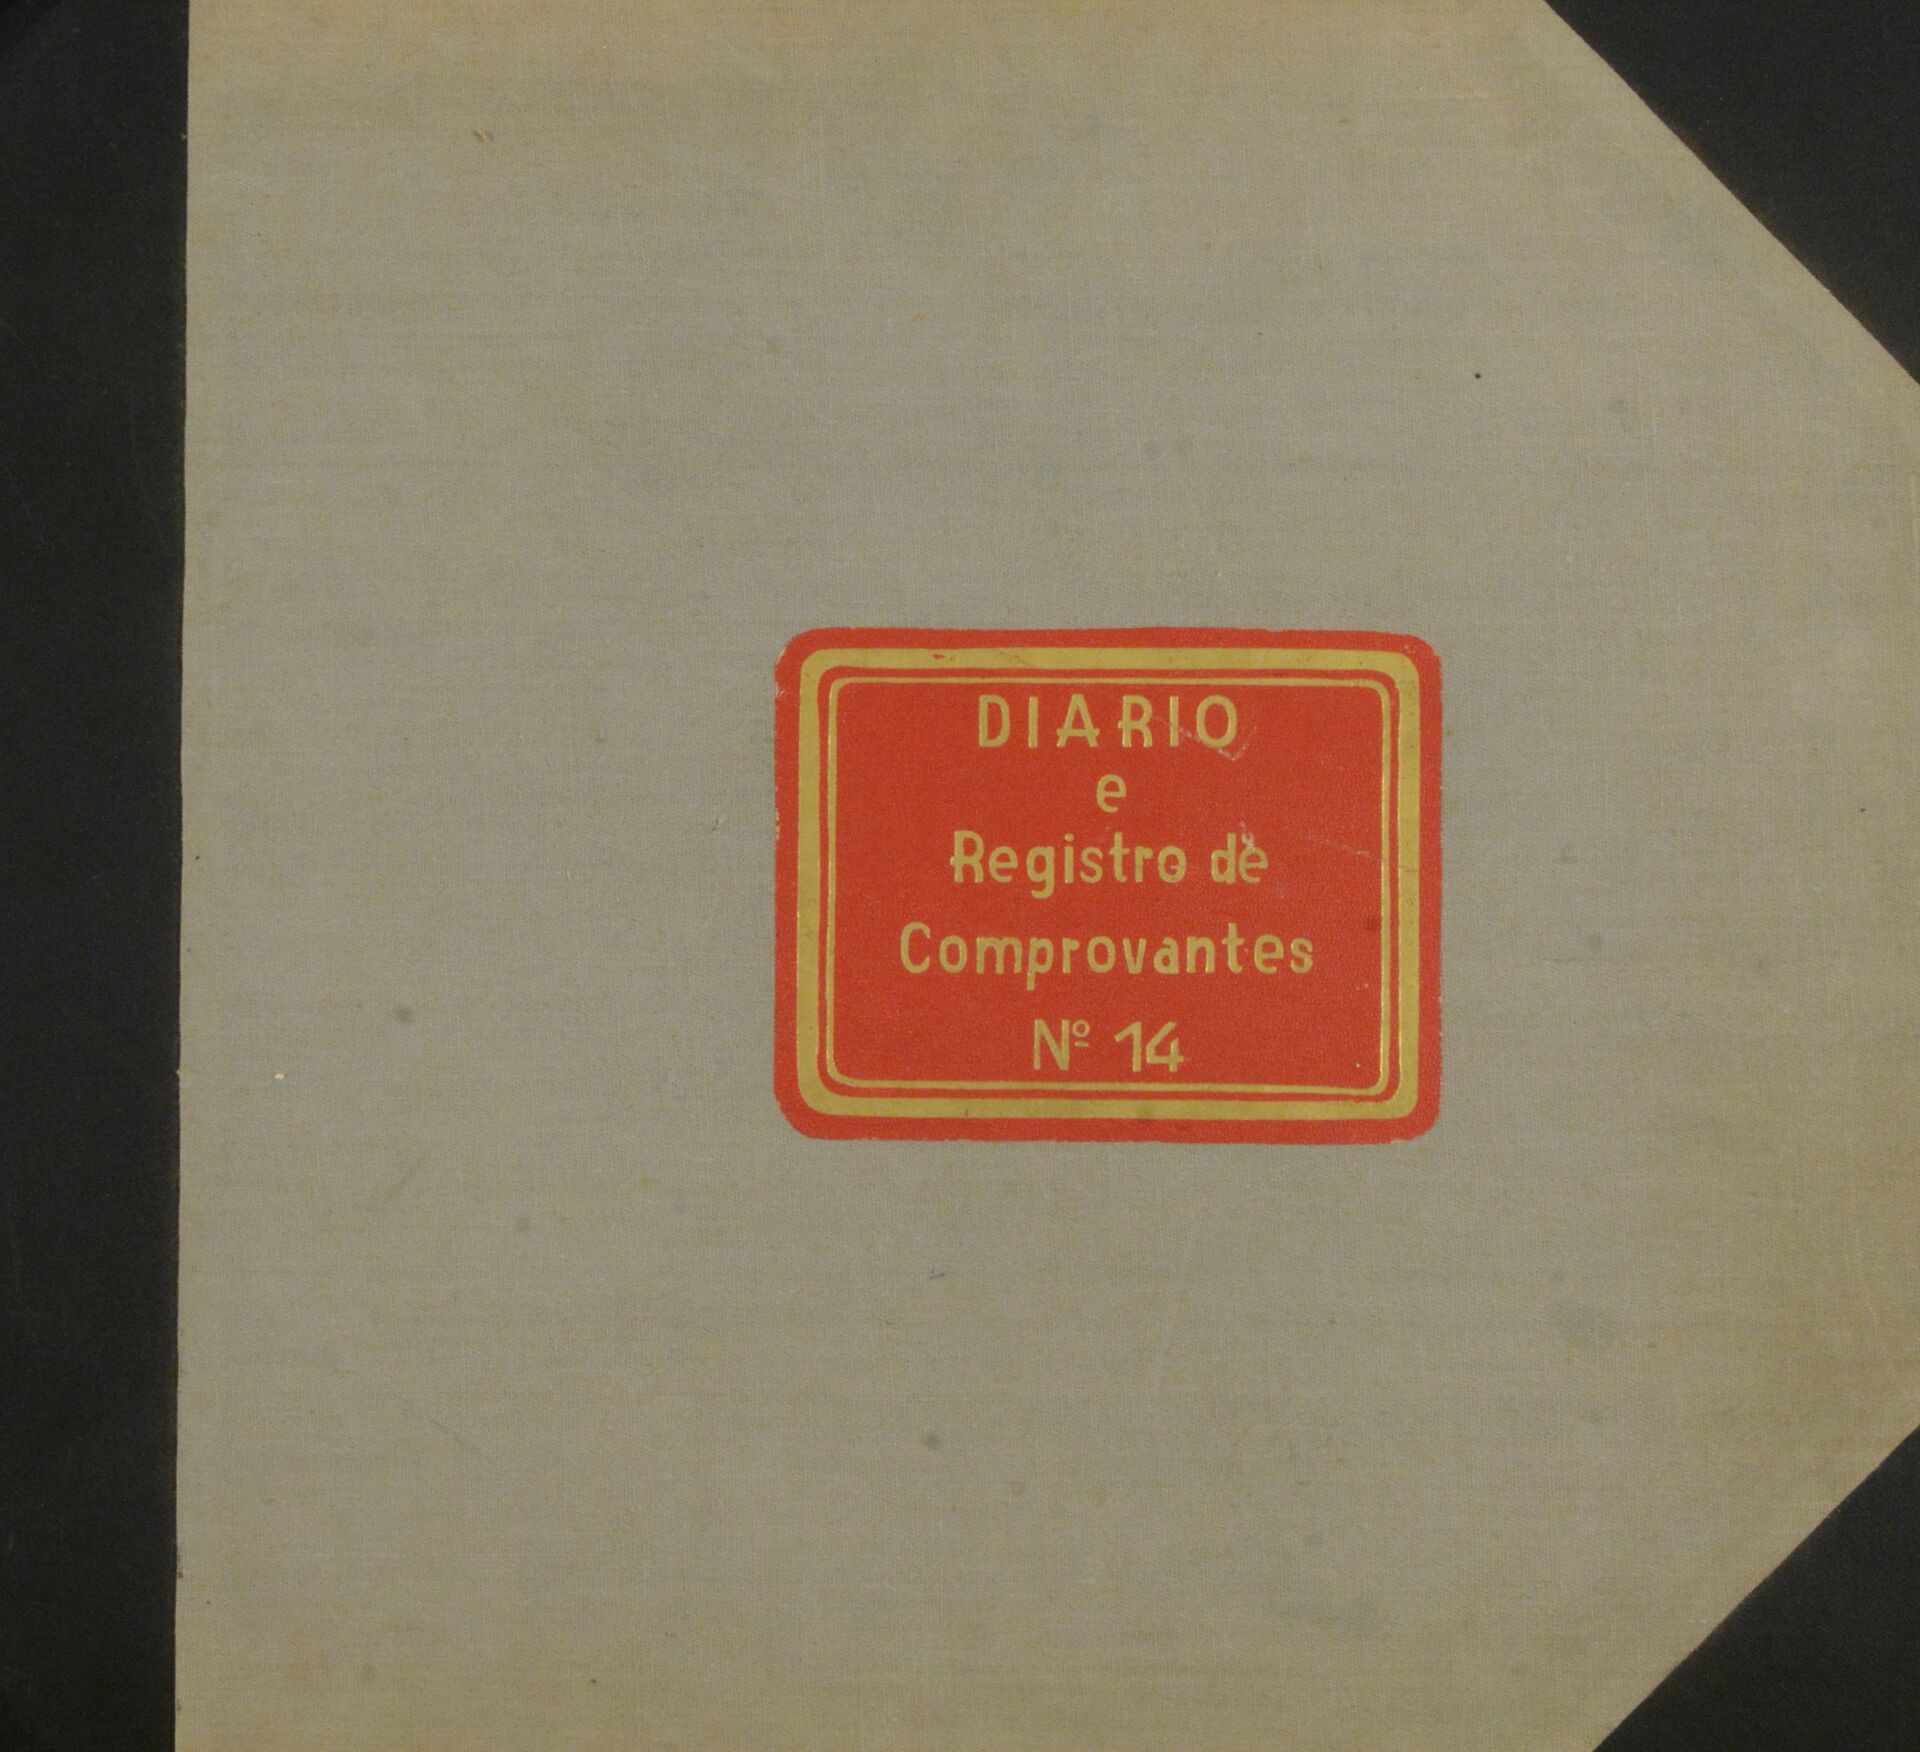 DIARIO
e
Registro de
Comprovantes
Nº 14